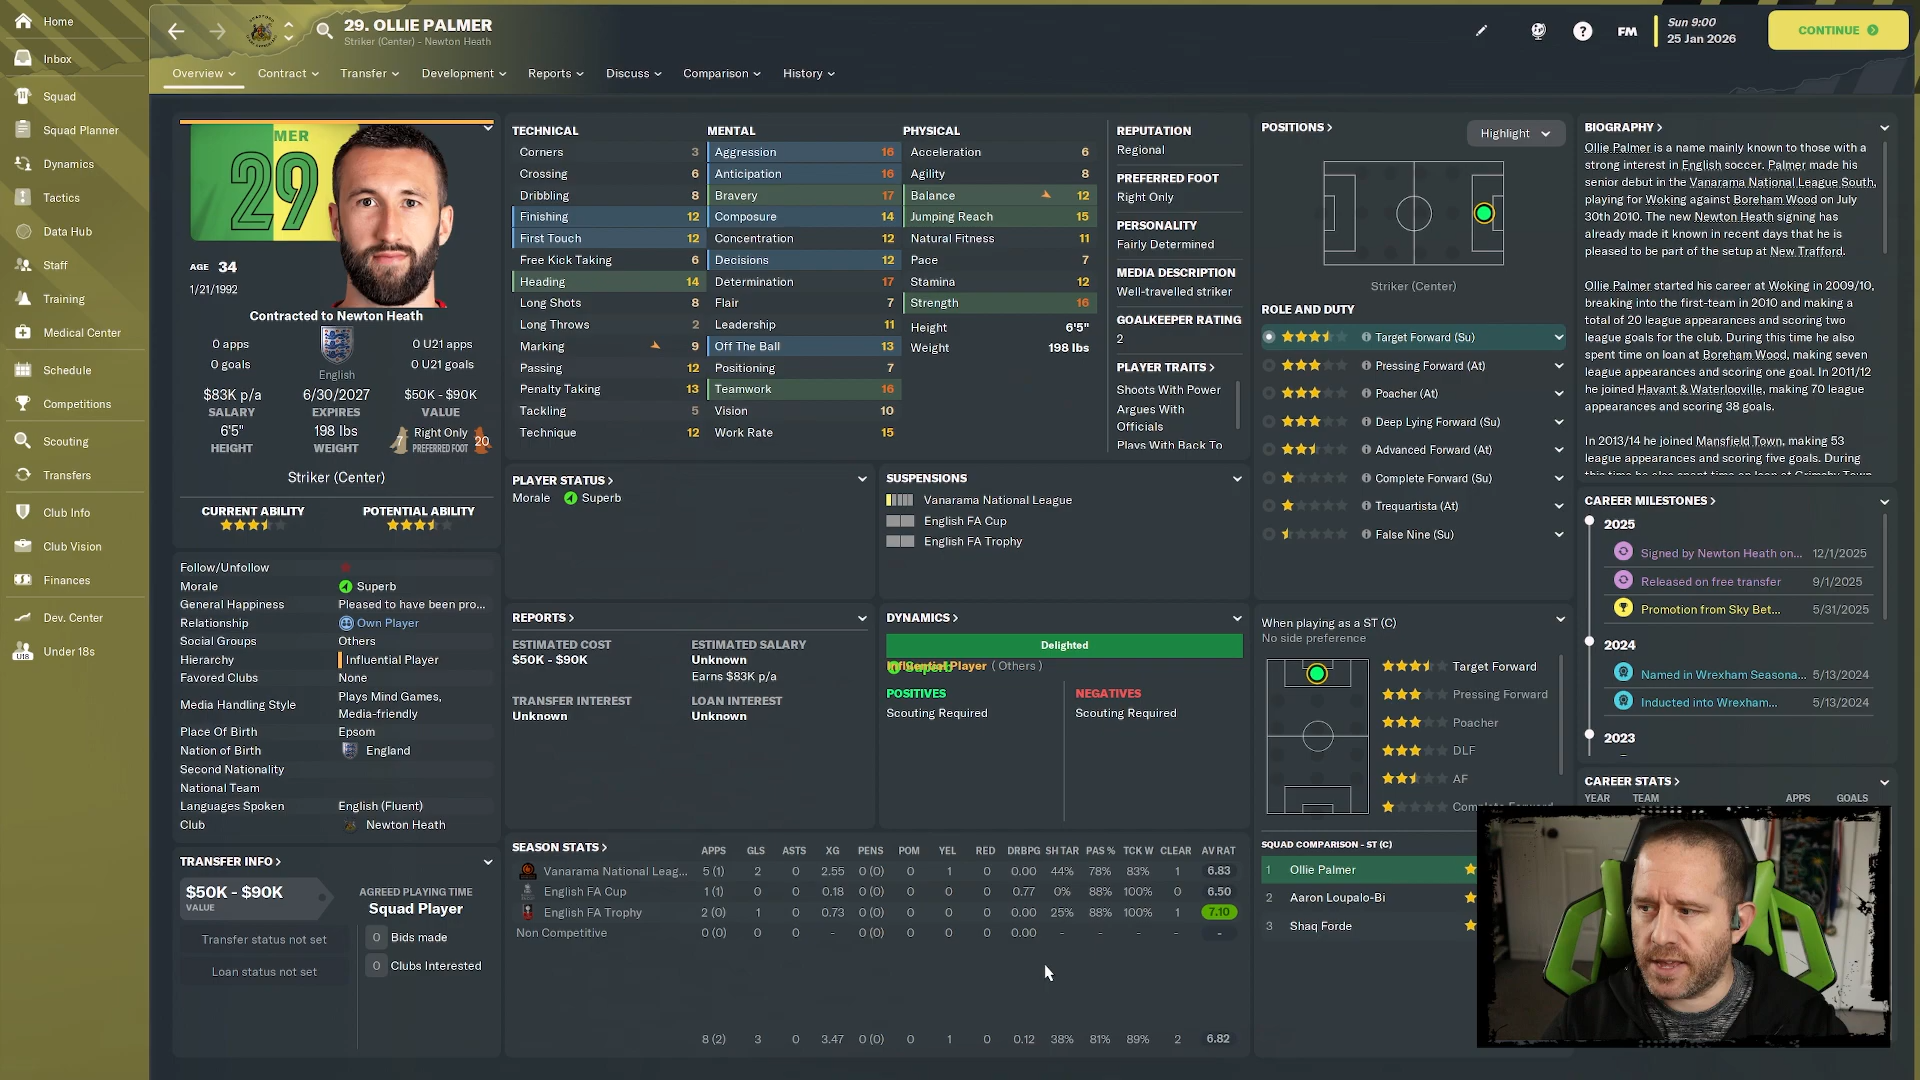 Home
Inbox
Squad
Squad Planner
Dynamics
Tactics
Data Hub
Staff
Training
Medical Center
Schedule
Competitions
Scouting
Transfers
Club Info
Club Vision
Finances
Dev. Center
Under 18s
29. OLLIE PALMER
Striker (Center) - Newton Heath
FM
Sun 9:00
25 Jan 2026
CONTINUE
Overview
Contract
Transfer
Development
Reports
Discuss
Comparison
History
MER
29
AGE 34
1/21/1992
Contracted to Newton Heath
0 apps
0 goals
English
0 U21 apps
0 U21 goals
$83K p/a
SALARY
6/30/2027
EXPIRES
$50K - $90K
VALUE
6'5"
HEIGHT
198 lbs
WEIGHT
7 Right Only 20
PREFERRED FOOT
Striker (Center)
CURRENT ABILITY
POTENTIAL ABILITY
Follow/Unfollow
Morale Superb
General Happiness Pleased to have been pro...
Relationship Own Player
Social Groups Others
Hierarchy Influential Player
Favored Clubs None
Media Handling Style Plays Mind Games,
Media-friendly
Place Of Birth Epsom
Nation of Birth England
Second Nationality
National Team
Languages Spoken English (Fluent)
Club Newton Heath
TRANSFER INFO >
$50K - $90K
VALUE
Transfer status not set
Loan status not set
AGREED PLAYING TIME
Squad Player
0 Bids made
0 Clubs Interested
TECHNICAL
Corners 3
Crossing 6
Dribbling 8
Finishing 12
First Touch 12
Free Kick Taking 6
Heading 14
Long Shots 8
Long Throws 2
Marking 9
Passing 12
Penalty Taking 13
Tackling 5
Technique 12
MENTAL
Aggression 16
Anticipation 16
Bravery 17
Composure 14
Concentration 12
Decisions 12
Determination 17
Flair 7
Leadership 11
Off The Ball 13
Positioning 7
Teamwork 16
Vision 10
Work Rate 15
PHYSICAL
Acceleration 6
Agility 8
Balance 12
Jumping Reach 15
Natural Fitness 11
Pace 7
Stamina 12
Strength 16
Height 6'5"
Weight 198 lbs
REPUTATION
Regional
PREFERRED FOOT
Right Only
PERSONALITY
Fairly Determined
MEDIA DESCRIPTION
Well-travelled striker
GOALKEEPER RATING
2
PLAYER TRAITS >
Shoots With Power
Argues With
Officials
Plays With Back To
PLAYER STATUS >
Morale Superb
SUSPENSIONS
Vanarama National League
English FA Cup
English FA Trophy
REPORTS >
ESTIMATED COST
$50K - $90K
ESTIMATED SALARY
Unknown
Earns $83K p/a
TRANSFER INTEREST
Unknown
LOAN INTEREST
Unknown
DYNAMICS >
Delighted
Influential Player ( Others )
POSITIVES
Scouting Required
NEGATIVES
Scouting Required
SEASON STATS > APPS GLS ASTS XG PENS POM YEL RED DRBPG SH TAR PAS % TCK W CLEAR AV RAT
Vanarama National Leag... 5 (1) 2 0 2.55 0 (0) 0 1 0 0.00 44% 78% 83% 1 6.83
English FA Cup 1 (1) 0 0 0.18 0 (0) 0 0 0 0.77 0% 88% 100% 0 6.50
English FA Trophy 2 (0) 1 0 0.73 0 (0) 0 0 0 0.00 25% 88% 100% 1 7.10
Non Competitive 0 (0) 0 0 - 0 (0) 0 0 0 0.00 - - - - -
8 (2) 3 0 3.47 0 (0) 0 1 0 0.12 38% 81% 89% 2 6.82
POSITIONS >
Highlight
Striker (Center)
ROLE AND DUTY
Target Forward (Su)
Pressing Forward (At)
Poacher (At)
Deep Lying Forward (Su)
Advanced Forward (At)
Complete Forward (Su)
Trequartista (At)
False Nine (Su)
When playing as a ST (C)
No side preference
Target Forward
Pressing Forward
Poacher
DLF
AF
Complete Forward
SQUAD COMPARISON - ST (C)
1 Ollie Palmer
2 Aaron Loupalo-Bi
3 Shaq Forde
BIOGRAPHY >
Ollie Palmer is a name mainly known to those with a
strong interest in English soccer. Palmer made his
senior debut in the Vanarama National League South,
playing for Woking against Boreham Wood on July
30th 2010. The new Newton Heath signing has
already made it known in recent days that he is
pleased to be part of the setup at New Trafford.
Ollie Palmer started his career at Woking in 2009/10,
breaking into the first-team in 2010 and making a
total of 20 league appearances and scoring two
league goals for the club. During this time he also
spent time on loan at Boreham Wood, making seven
league appearances and scoring one goal. In 2011/12
he joined Havant & Waterlooville, making 70 league
appearances and scoring 38 goals.
In 2013/14 he joined Mansfield Town, making 53
league appearances and scoring five goals. During
this time he also spent time on loan at Grimsby Town
CAREER MILESTONES >
2025
Signed by Newton Heath on... 12/1/2025
Released on free transfer 9/1/2025
Promotion from Sky Bet... 5/31/2025
2024
Named in Wrexham Seasona... 5/13/2024
Inducted into Wrexham... 5/13/2024
2023
CAREER STATS >
YEAR TEAM APPS GOALS